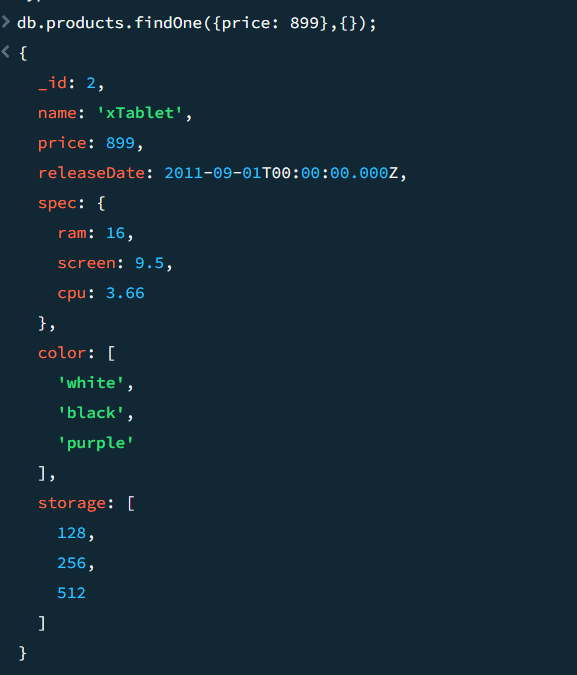 db.products.findOne({price: 899},{});
{
_id: 2,
name: 'xTablet',
price: 899,
releaseDate: 2011-09-01T00:00:00.000Z,
spec: {
ram: 16,
screen: 9.5,
cpu: 3.66
},
color: [
'white',
'black',
'purple'
],
storage: [
128,
256,
512
]
}